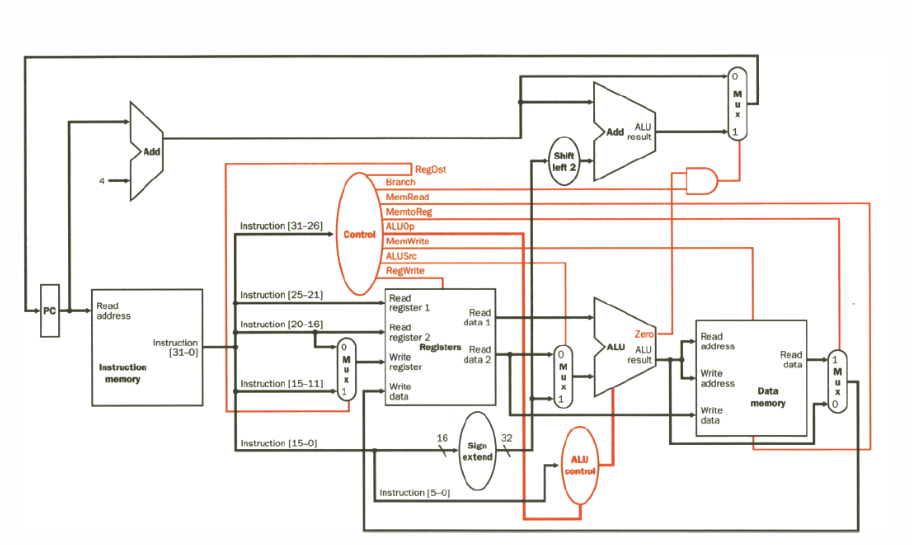 0
M
u
x
1
Add
ALU
result
Add
4
Shift
left 2
RegDst
Branch
MemRead
MemtoReg
ALUOp
MemWrite
ALUSrc
RegWrite
Control
Instruction [31–26]
Instruction [25–21]
Instruction [20–16]
Instruction [15–11]
Instruction [15–0]
Instruction [5–0]
PC
Read
address
Instruction
[31–0]
Instruction
memory
0
M
u
x
1
Read
register 1
Read
register 2
Write
register
Write
data
Registers
Read
data 1
Read
data 2
0
M
u
x
1
Zero
ALU
ALU
result
Read
address
Write
address
Write
data
Read
data
Data
memory
1
M
u
x
0
16
Sign
extend
32
ALU
control